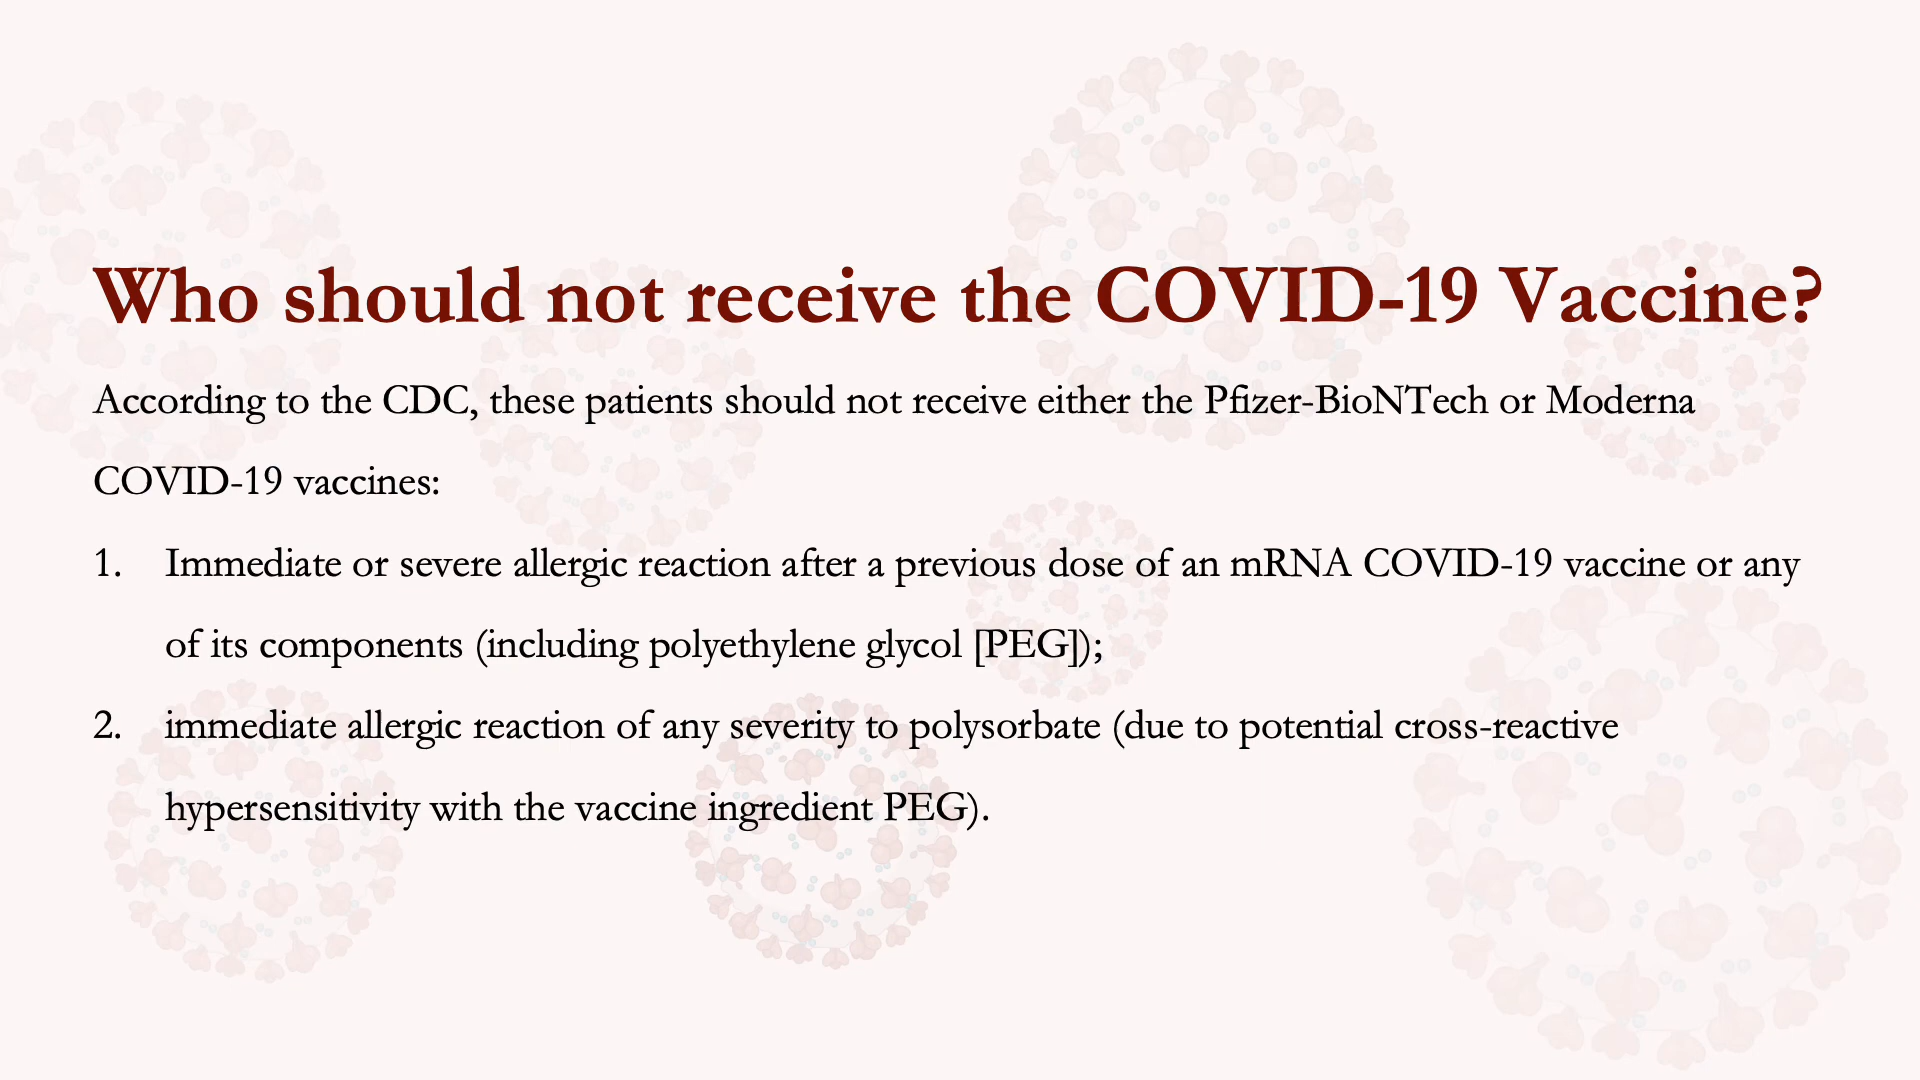 Who should not receive the COVID-19 Vaccine?
According to the CDC, these patients should not receive either the Pfizer-BioNTech or Moderna
COVID-19 vaccines:
1. Immediate or severe allergic reaction after a previous dose of an mRNA COVID-19 vaccine or any
of its components (including polyethylene glycol [PEG]);
2. immediate allergic reaction of any severity to polysorbate (due to potential cross-reactive
hypersensitivity with the vaccine ingredient PEG).